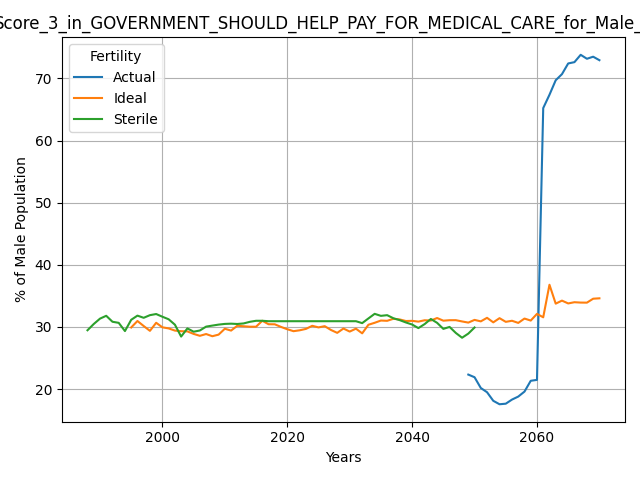 Score_3_in_GOVERNMENT_SHOULD_HELP_PAY_FOR_MEDICAL_CARE_for_Male_
Fertility
Actual
Ideal
Sterile
% of Male Population
70
60
50
40
30
20
2000
2020
2040
2060
Years